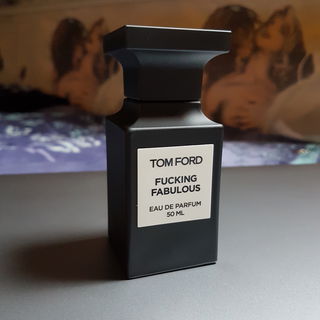 TOM FORD
FUCKING
FABULOUS
EAU DE PARFUM
50 ML